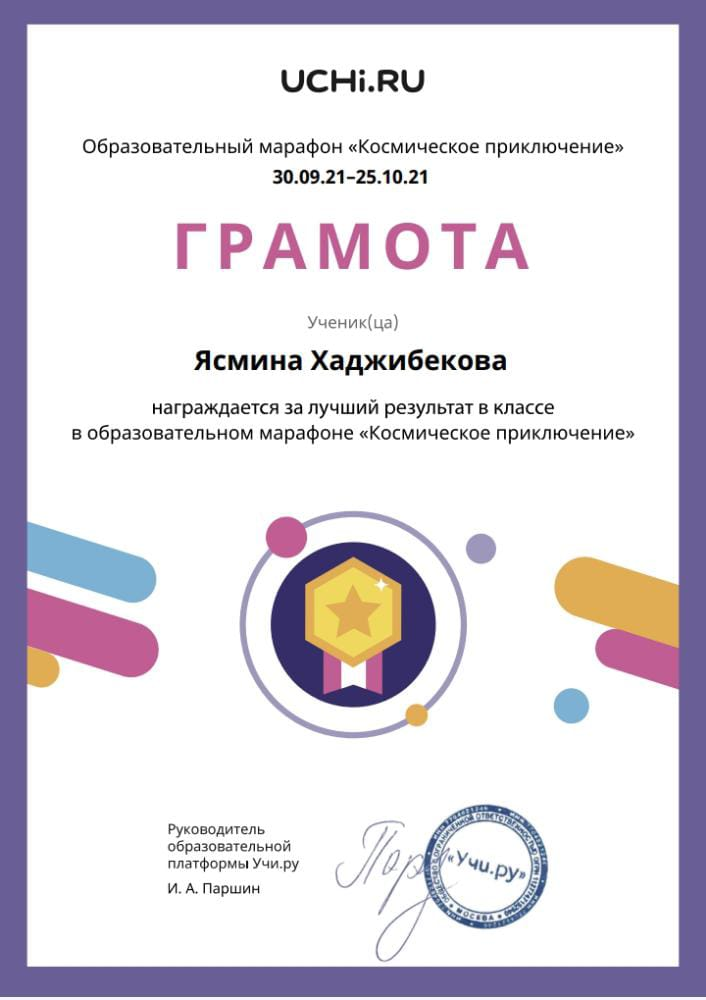 UCHi.RU
Образовательный марафон «Космическое приключение»
30.09.21–25.10.21
ГРАМОТА
Ученик(ца)
Ясмина Хаджибекова
награждается за лучший результат в классе
в образовательном марафоне «Космическое приключение»
Руководитель
образовательной
платформы Учи.ру
И. А. Паршин
«Учи.ру»
МОСКВА